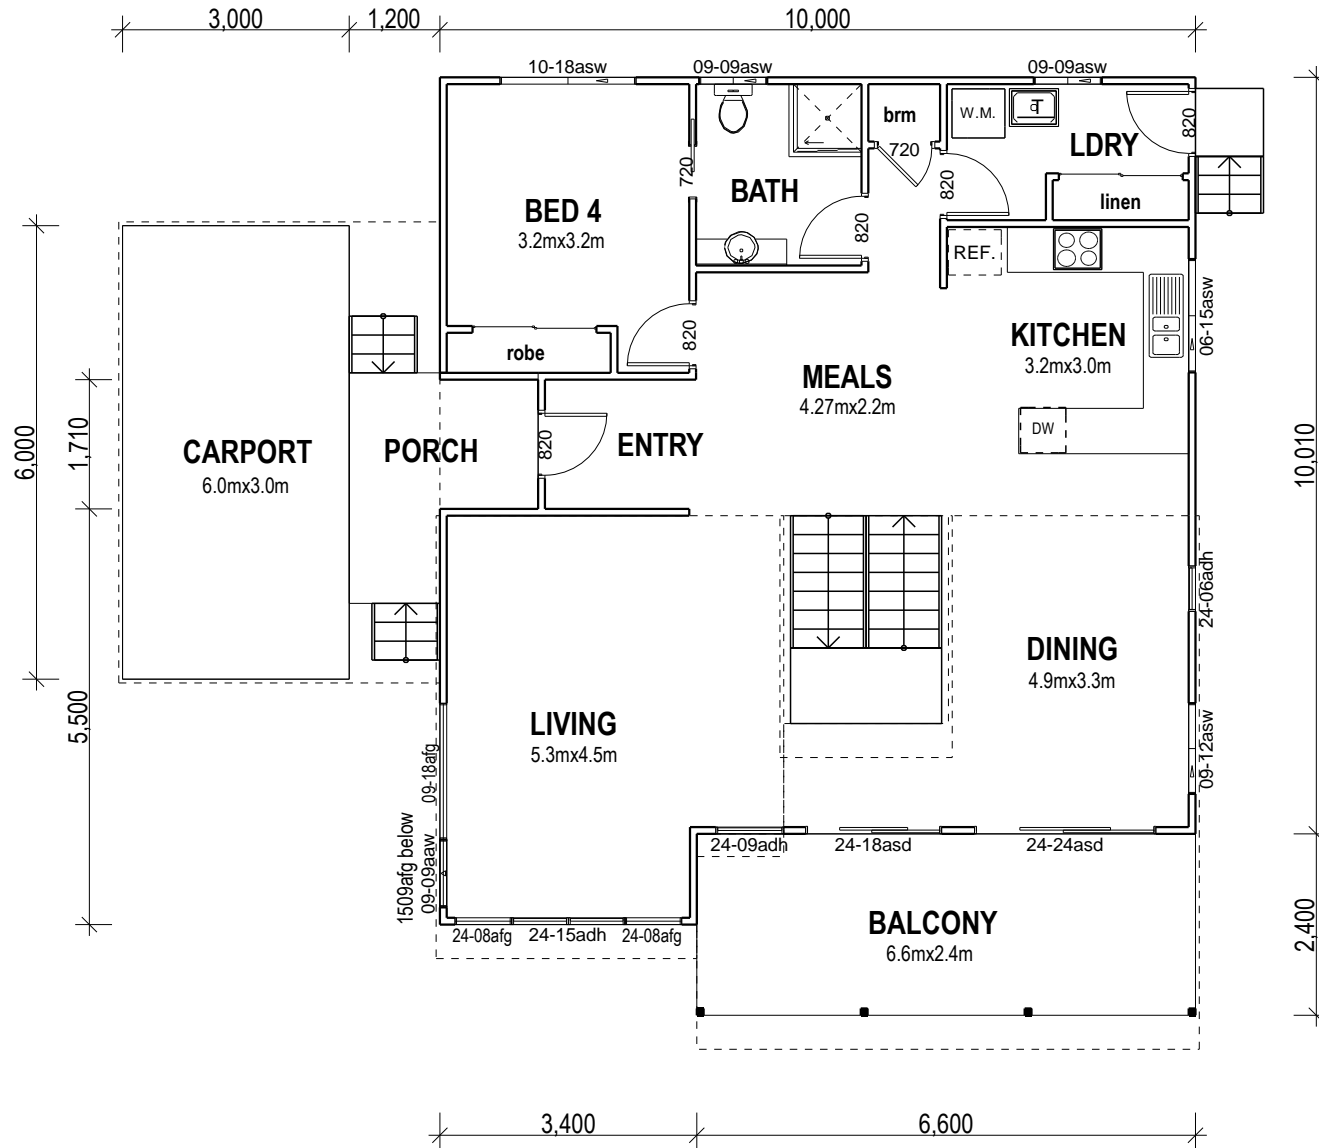 3,000
1,200
10,000
10-18asw
09-09asw
09-09asw
brm
W.M.
T
820
720
LDRY
720
BATH
820
linen
BED 4
3.2mx3.2m
820
REF.
06-15asw
820
KITCHEN
3.2mx3.0m
robe
MEALS
4.27mx2.2m
DW
6,000
1,710
CARPORT
6.0mx3.0m
PORCH
820
ENTRY
10,010
24-06adh
DINING
4.9mx3.3m
5,500
LIVING
5.3mx4.5m
09-18afg
09-12asw
1509afg below
09-09aaw
24-09adh
24-18asd
24-24asd
24-08afg
24-15adh
24-08afg
BALCONY
6.6mx2.4m
2,400
3,400
6,600